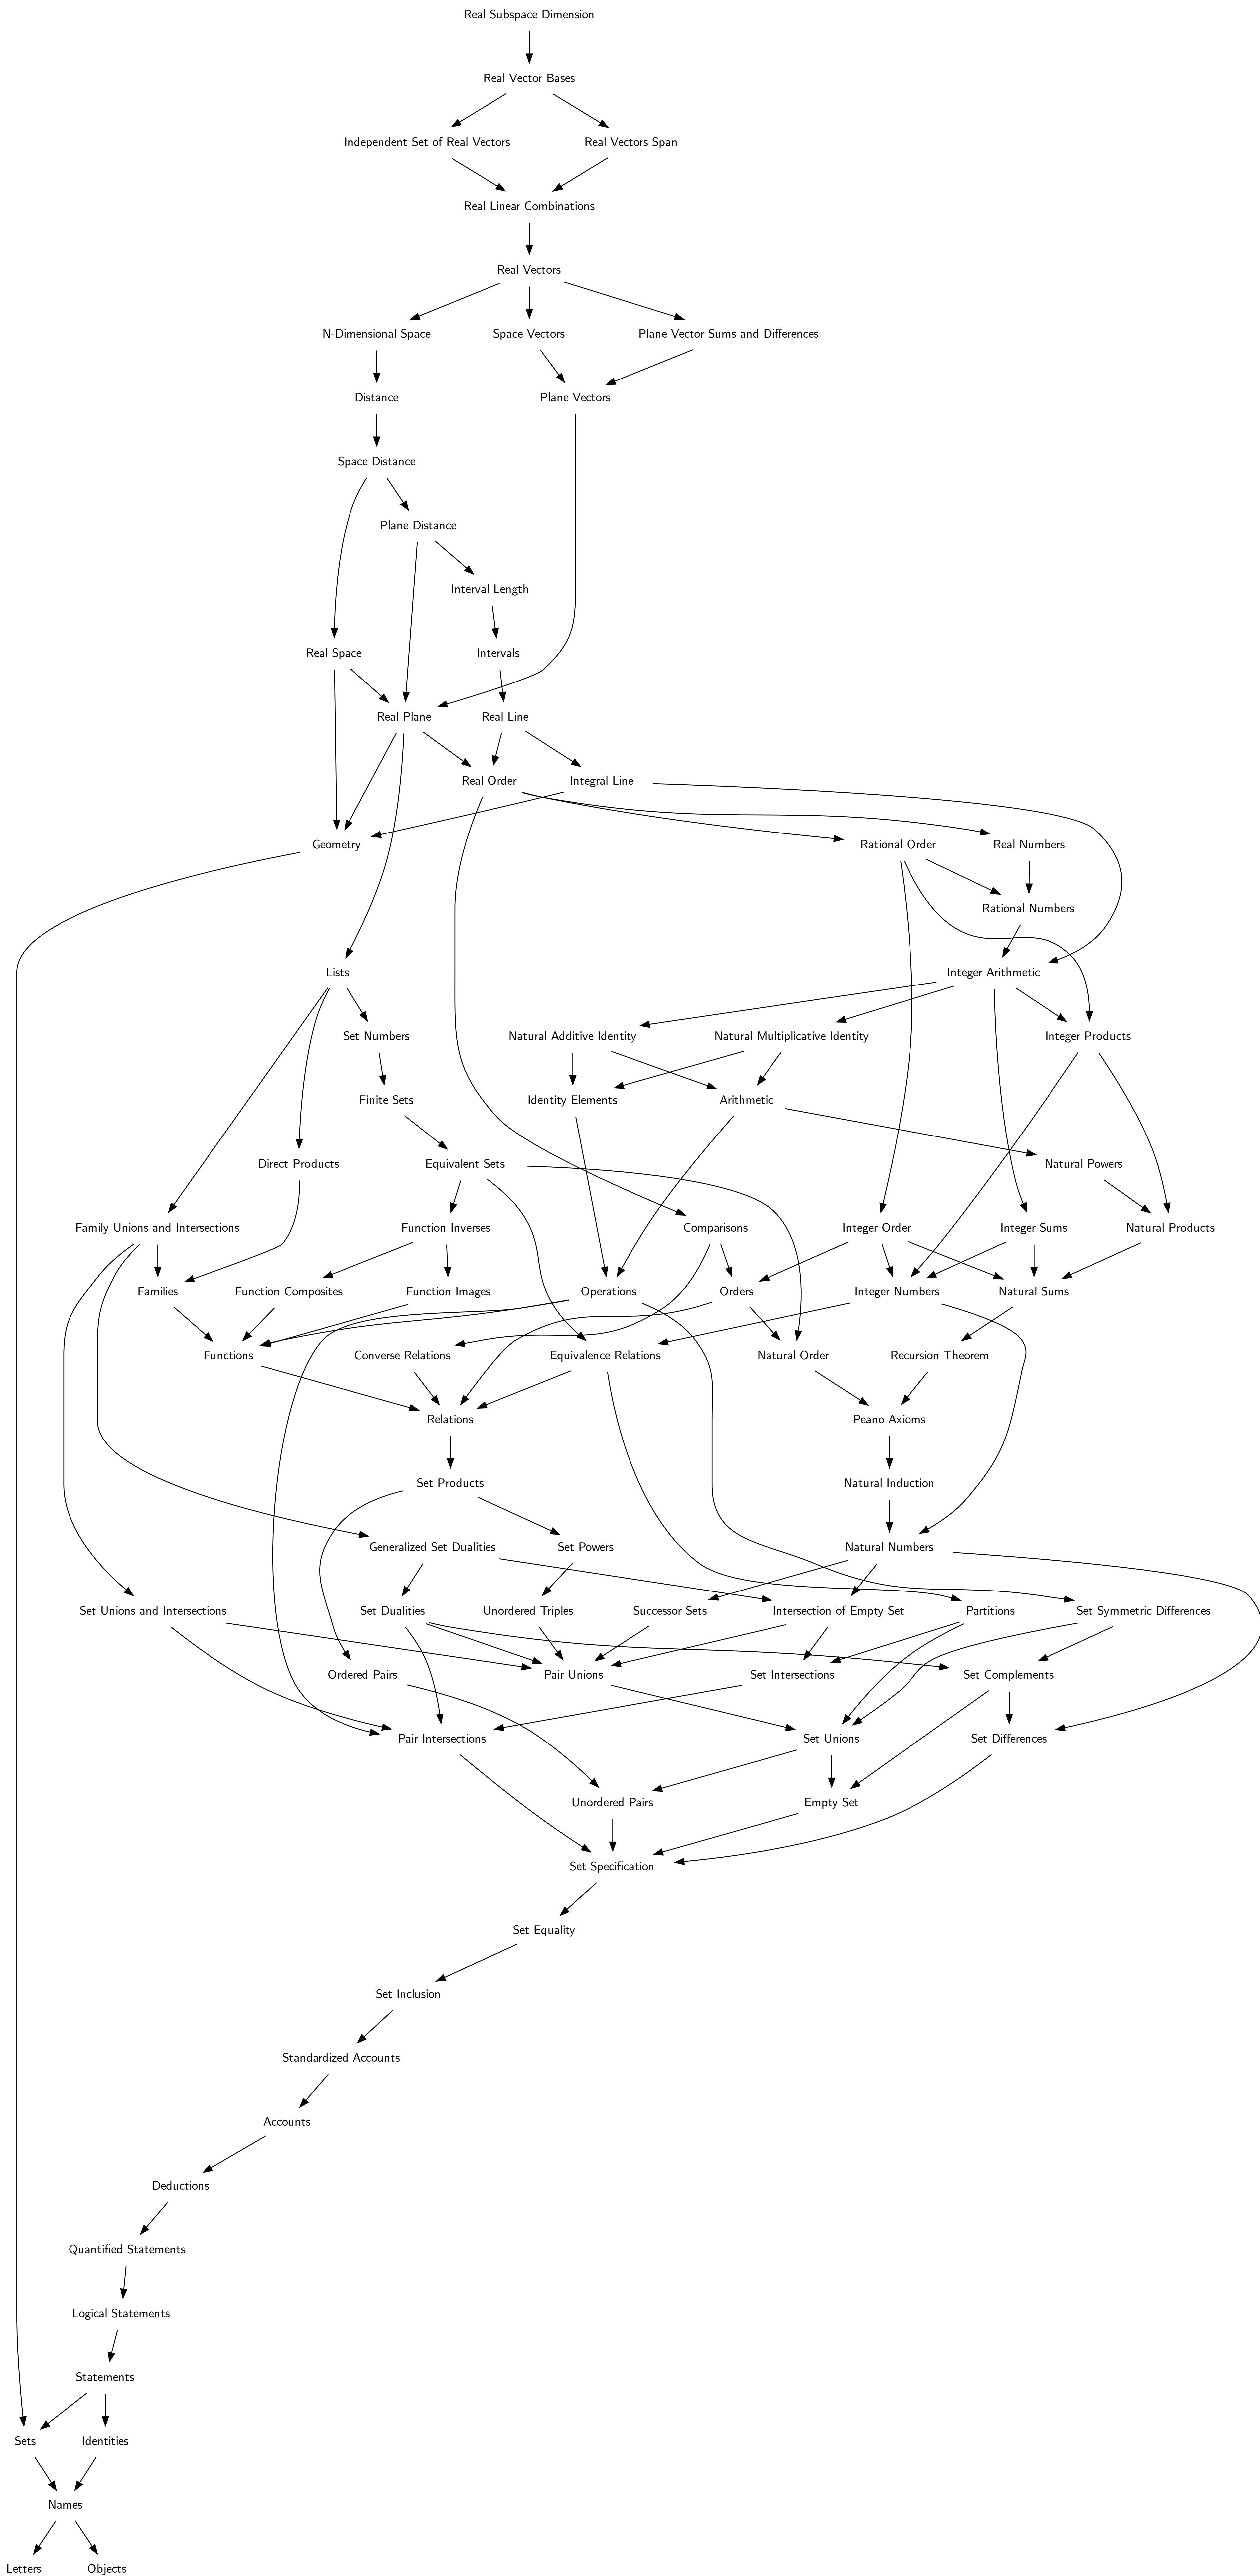 Real Subspace Dimension
Real Vector Bases
Independent Set of Real Vectors
Real Vectors Span
Real Linear Combinations
Real Vectors
N-Dimensional Space
Space Vectors
Plane Vector Sums and Differences
Distance
Plane Vectors
Space Distance
Plane Distance
Interval Length
Real Space
Intervals
Real Plane
Real Line
Real Order
Integral Line
Geometry
Rational Order
Real Numbers
Rational Numbers
Lists
Integer Arithmetic
Set Numbers
Natural Additive Identity
Natural Multiplicative Identity
Integer Products
Finite Sets
Identity Elements
Arithmetic
Direct Products
Equivalent Sets
Natural Powers
Family Unions and Intersections
Function Inverses
Comparisons
Integer Order
Integer Sums
Natural Products
Families
Function Composites
Function Images
Operations
Orders
Integer Numbers
Natural Sums
Functions
Converse Relations
Equivalence Relations
Natural Order
Recursion Theorem
Relations
Peano Axioms
Set Products
Natural Induction
Generalized Set Dualities
Set Powers
Natural Numbers
Set Unions and Intersections
Set Dualities
Unordered Triples
Successor Sets
Intersection of Empty Set
Partitions
Set Symmetric Differences
Ordered Pairs
Pair Unions
Set Intersections
Set Complements
Pair Intersections
Set Unions
Set Differences
Unordered Pairs
Empty Set
Set Specification
Set Equality
Set Inclusion
Standardized Accounts
Accounts
Deductions
Quantified Statements
Logical Statements
Statements
Sets
Identities
Names
Letters
Objects